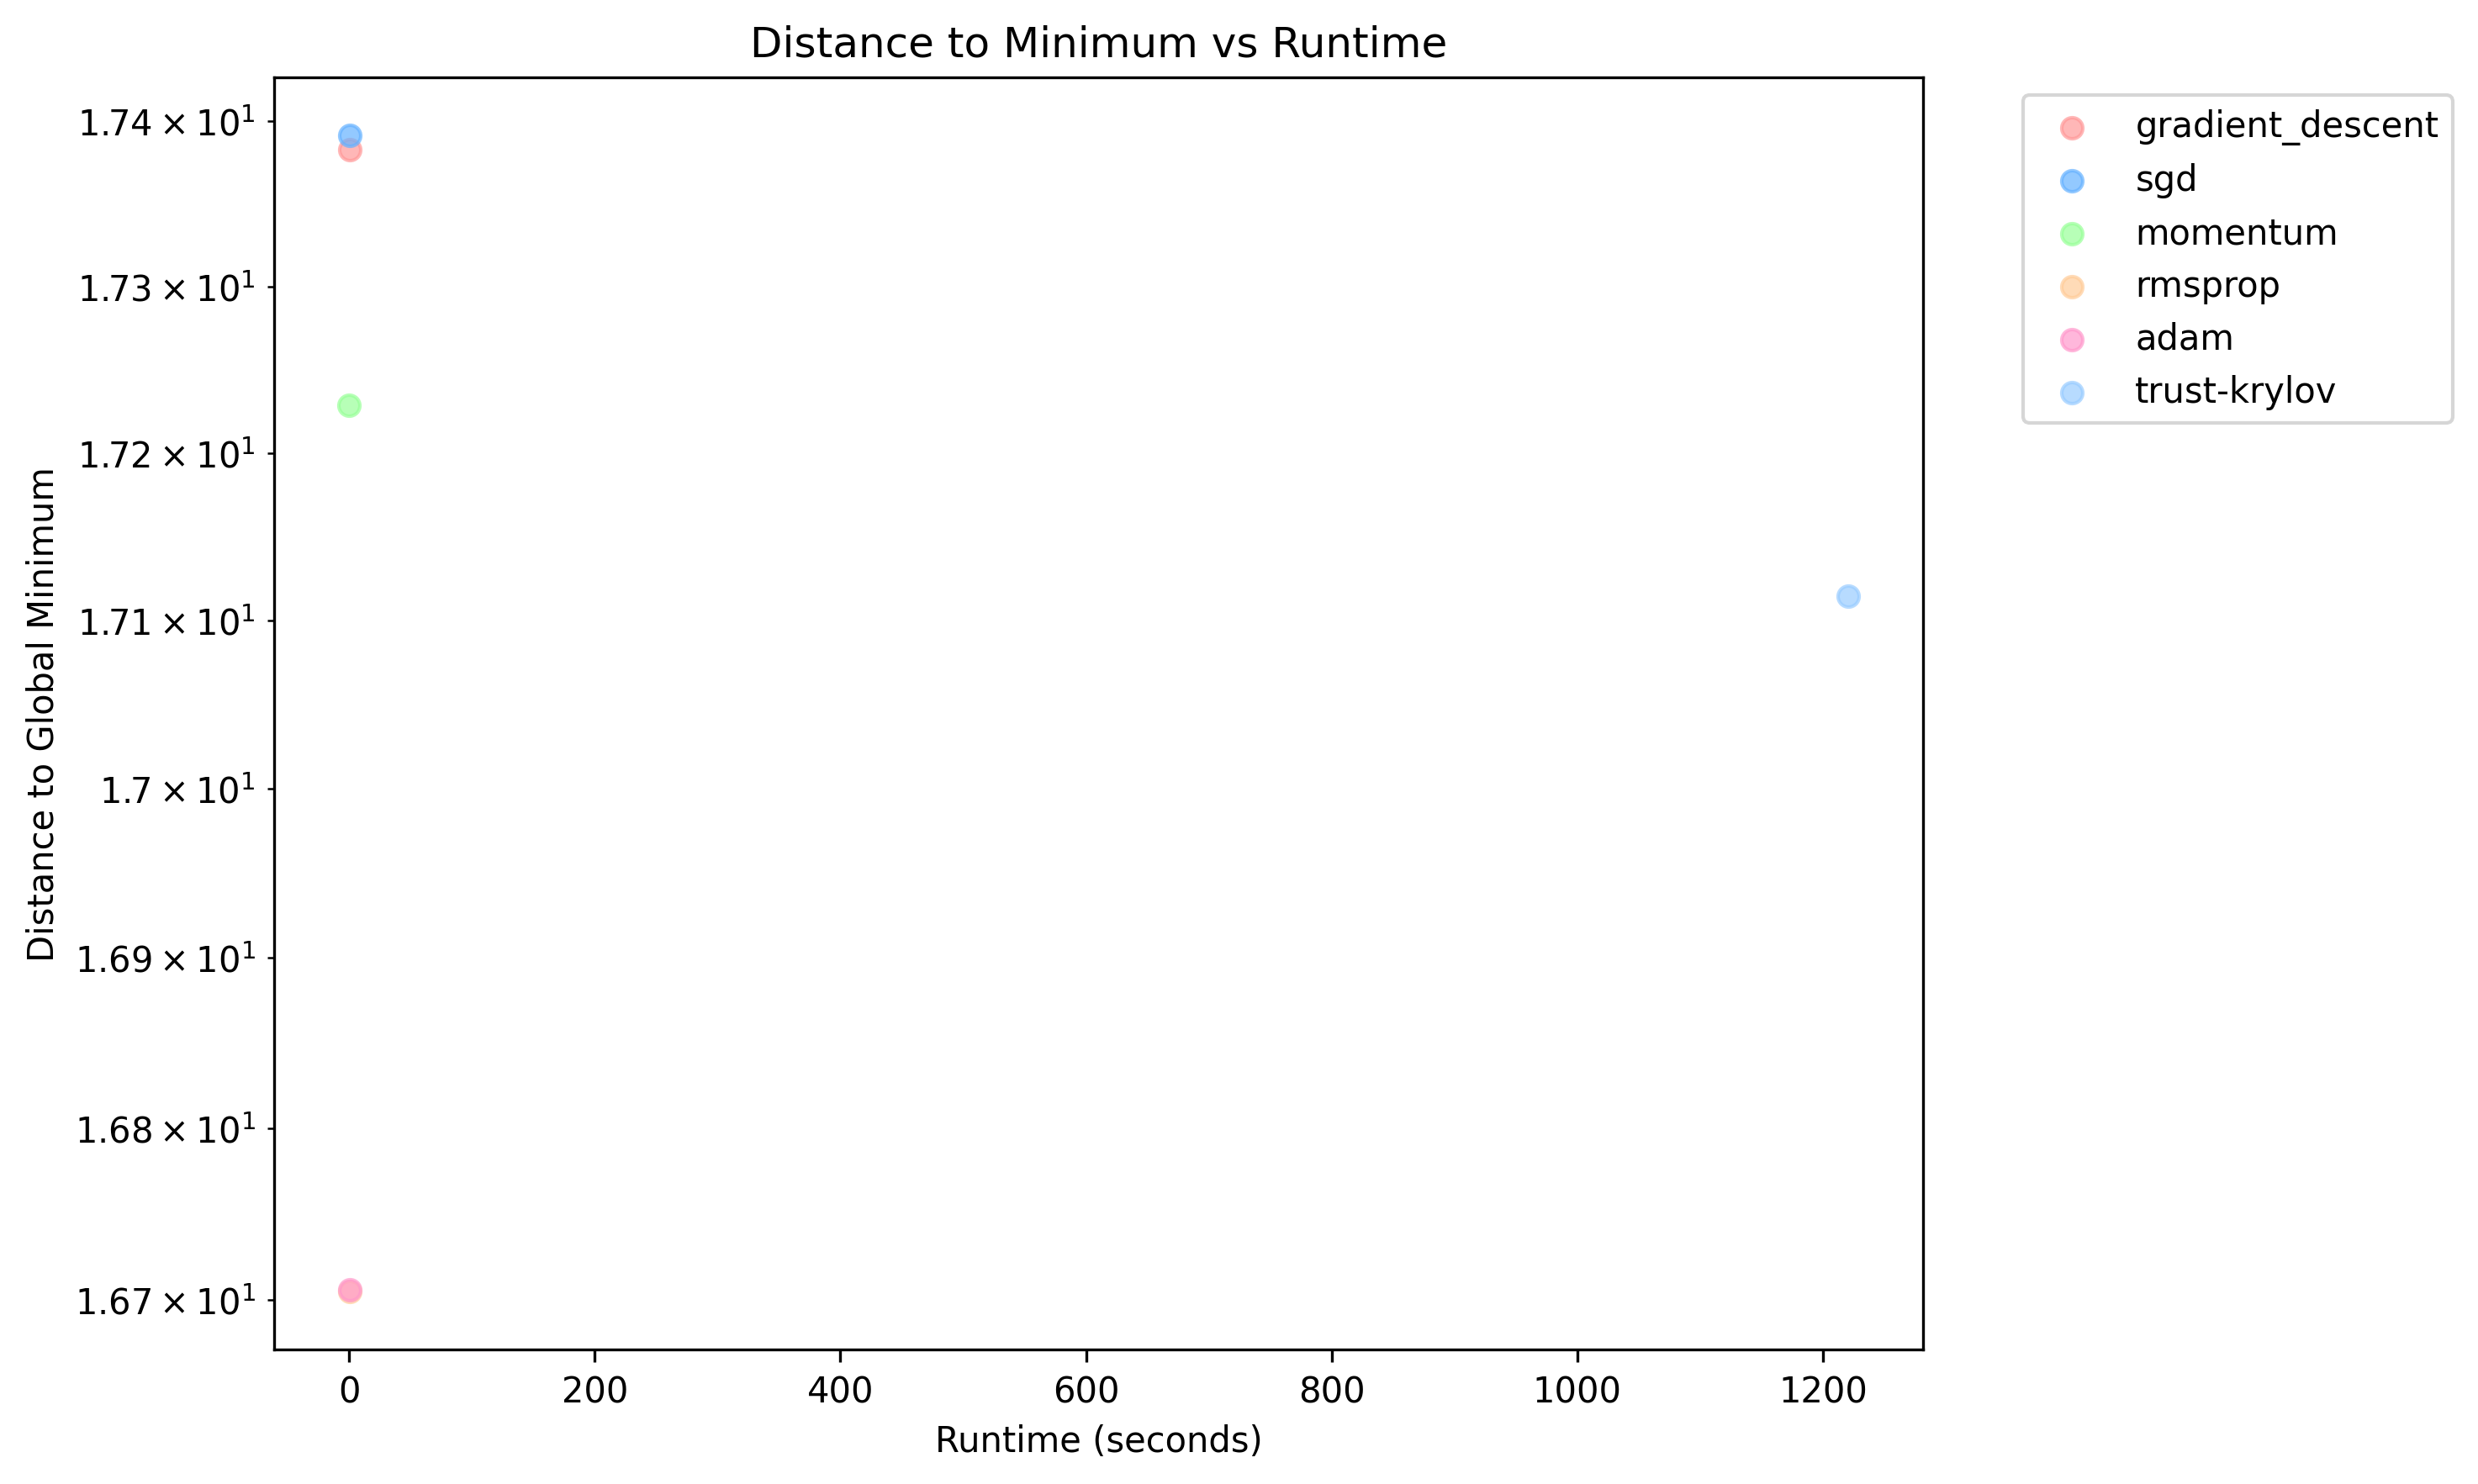 Distance to Minimum vs Runtime
Distance to Global Minimum
1.74 × 10¹
1.73 × 10¹
1.72 × 10¹
1.71 × 10¹
1.7 × 10¹
1.69 × 10¹
1.68 × 10¹
1.67 × 10¹
0 200 400 600 800 1000 1200
Runtime (seconds)
gradient_descent
sgd
momentum
rmsprop
adam
trust-krylov